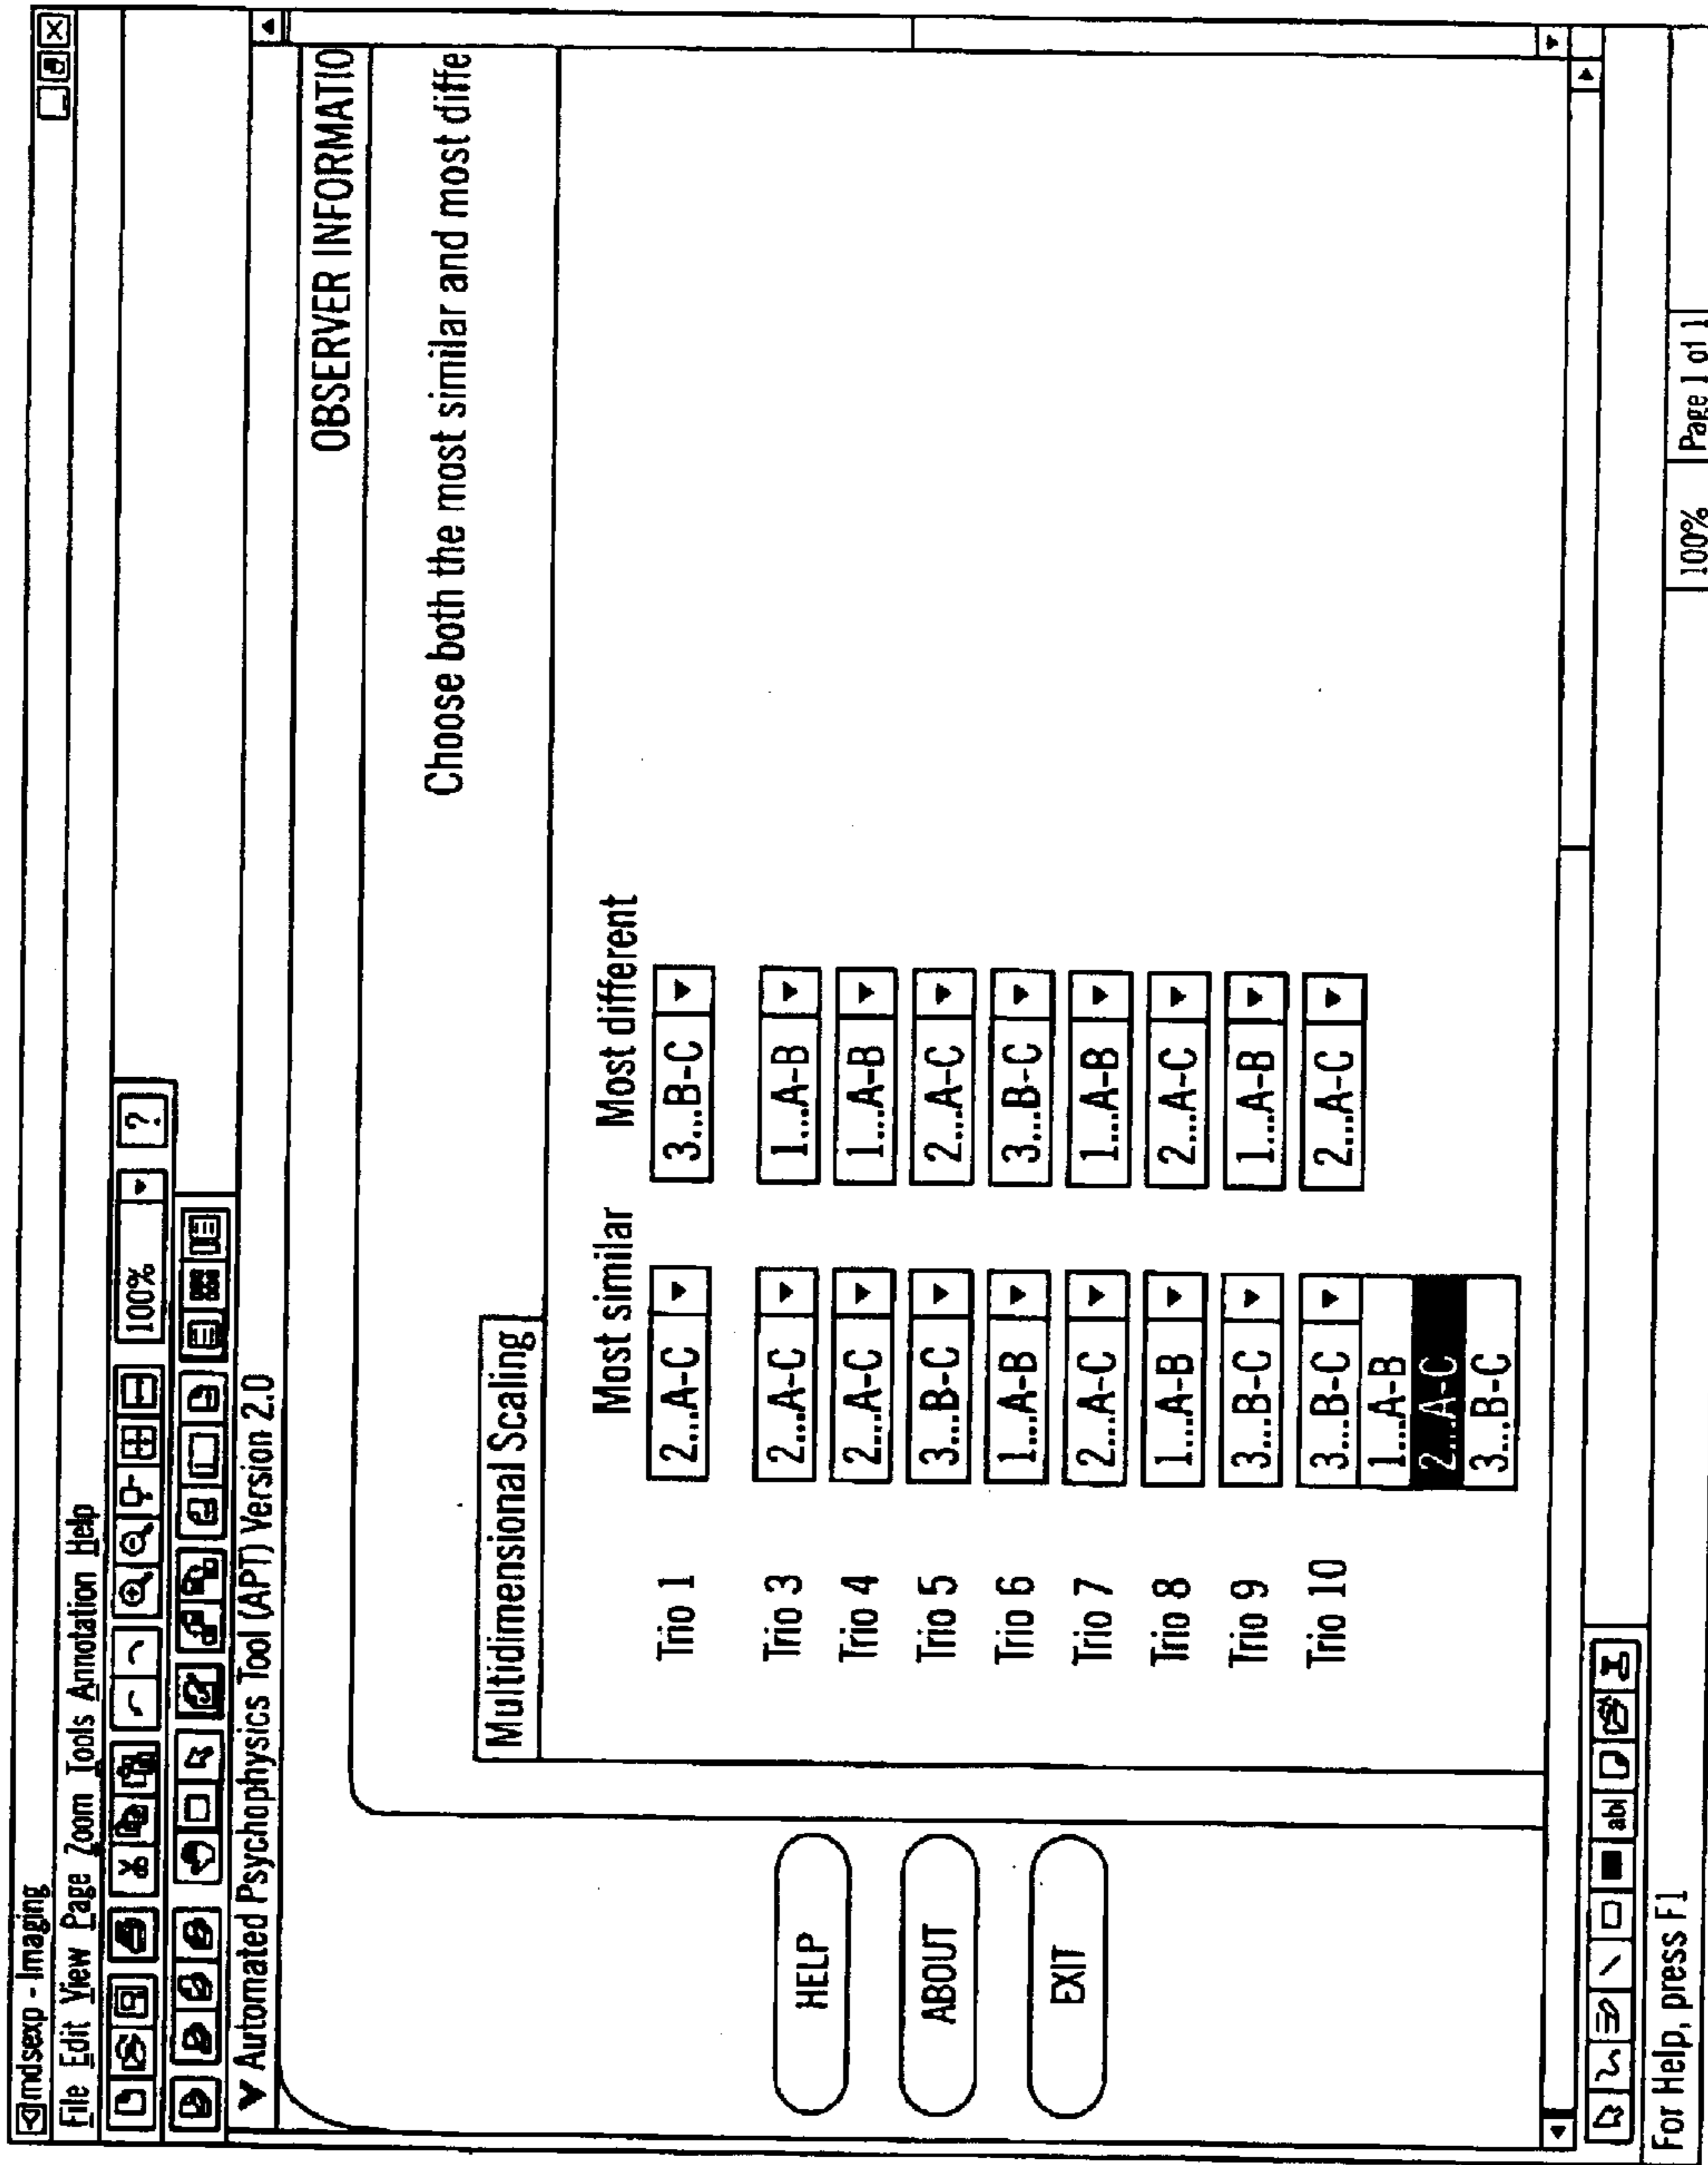 mdsexp - Imaging
File Edit View Page Zoom Tools Annotation Help
100% ?
Automated Psychophysics Tool (APT) Version 2.0
OBSERVER INFORMATIO
Choose both the most similar and most diffe
Multidimensional Scaling
Most similar Most different
Trio 1 2...A-C 3...B-C
Trio 3 2...A-C 1...A-B
Trio 4 2...A-C 1...A-B
Trio 5 3...B-C 2...A-C
Trio 6 1...A-B 3...B-C
Trio 7 2...A-C 1...A-B
Trio 8 1...A-B 2...A-C
Trio 9 3...B-C 1...A-B
Trio 10 3...B-C 2...A-C
1...A-B
2...A-C
3...B-C
HELP
ABOUT
EXIT
abl
For Help, press F1
100% Page 1 of 1